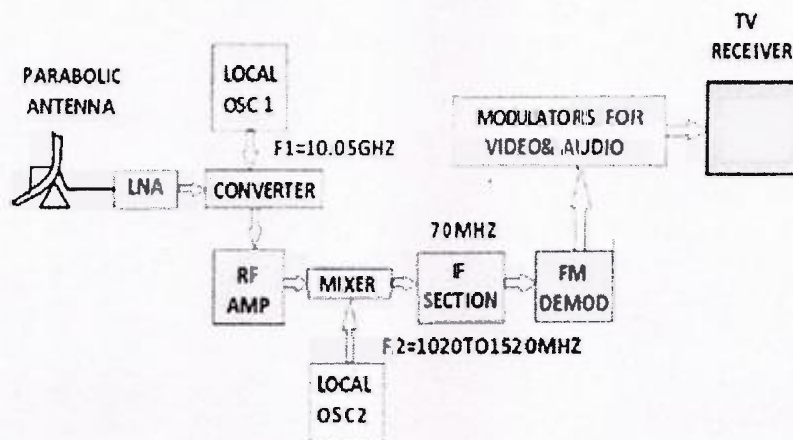 TV
RECEIVER
PARABOLIC
ANTENNA
LOCAL
OSC 1
MODULATORS FOR
VIDEO& AUDIO
F1=10.05GHZ
LNA
CONVERTER
70MHZ
RF
AMP
MIXER
IF
SECTION
FM
DEMOD
F2=1020TO1520MHZ
LOCAL
OSC2